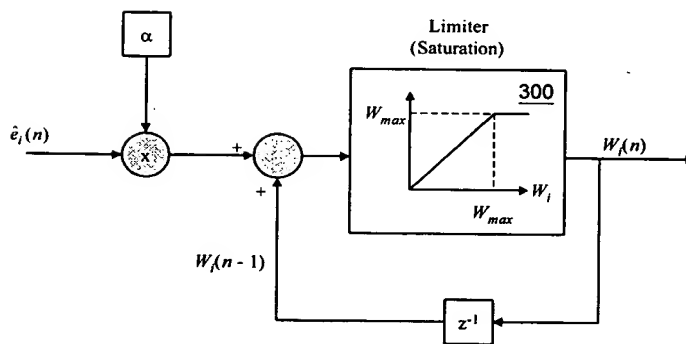 Limiter
(Saturation)
α
300
W_max
ê_i(n)
x
+
+
W_i
W_max
W_i(n)
W_i(n - 1)
z⁻¹